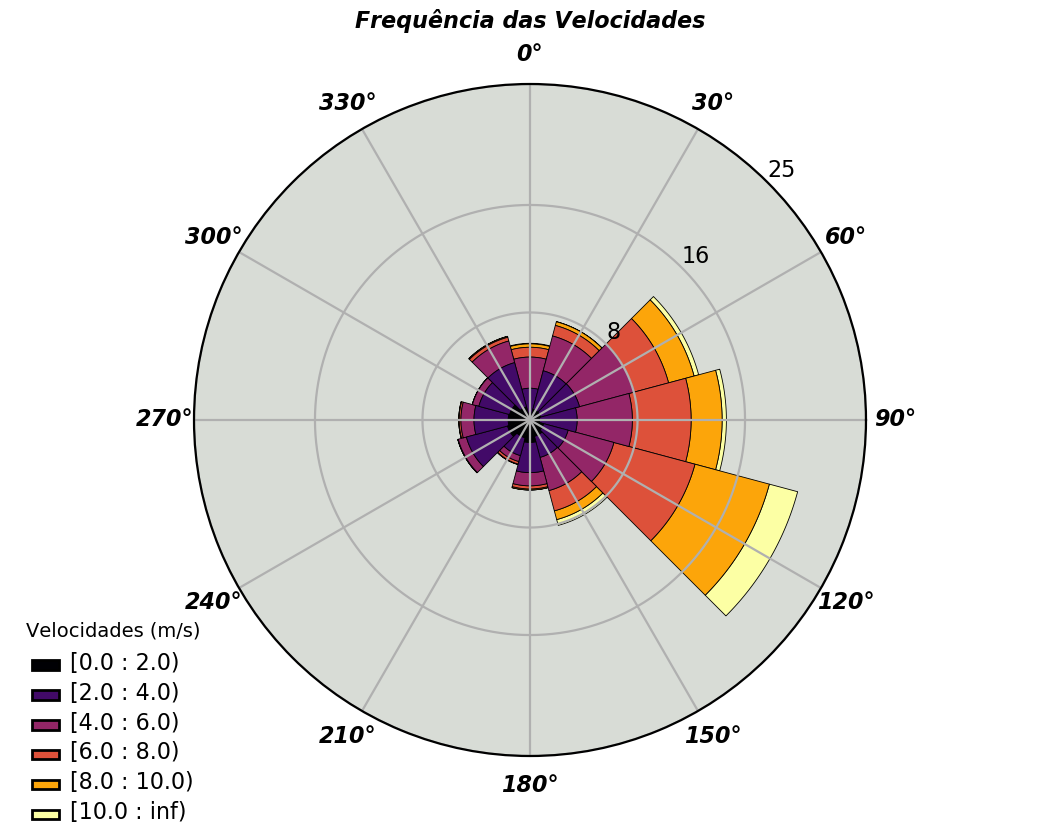 Frequência das Velocidades
0°
330°
30°
25
300°
60°
16
8
270°
90°
240°
120°
Velocidades (m/s)
[0.0 : 2.0)
[2.0 : 4.0)
[4.0 : 6.0)
210°
150°
[6.0 : 8.0)
180°
[8.0 : 10.0)
[10.0 : inf)